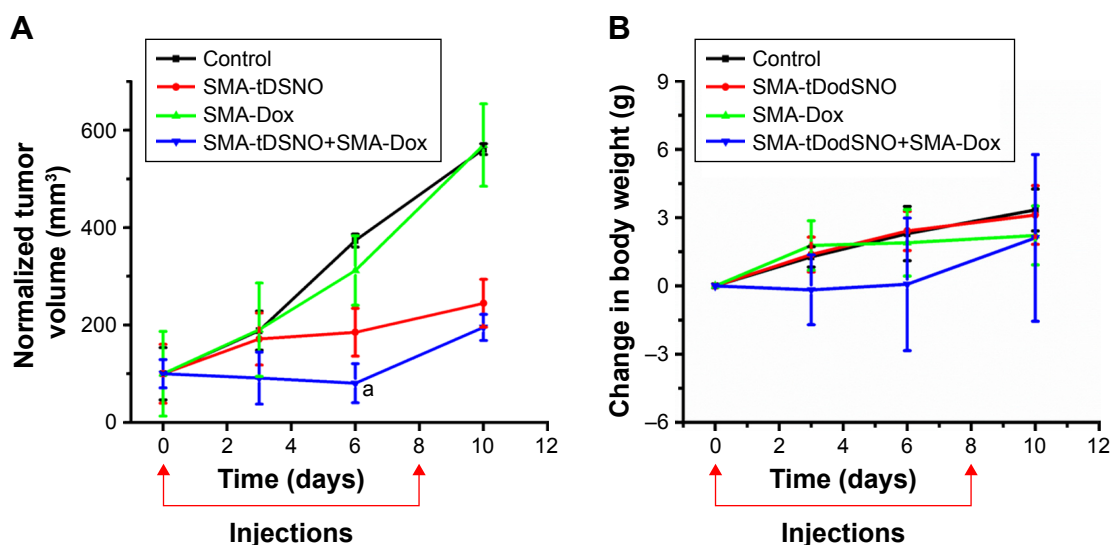 A
Control
SMA-tDSNO
SMA-Dox
SMA-tDSNO+SMA-Dox
Normalized tumor
volume (mm³)
600
400
200
0
a
0 2 4 6 8 10 12
Time (days)
Injections
B
Control
SMA-tDodSNO
SMA-Dox
SMA-tDodSNO+SMA-Dox
Change in body weight (g)
9
6
3
0
–3
–6
0 2 4 6 8 10 12
Time (days)
Injections